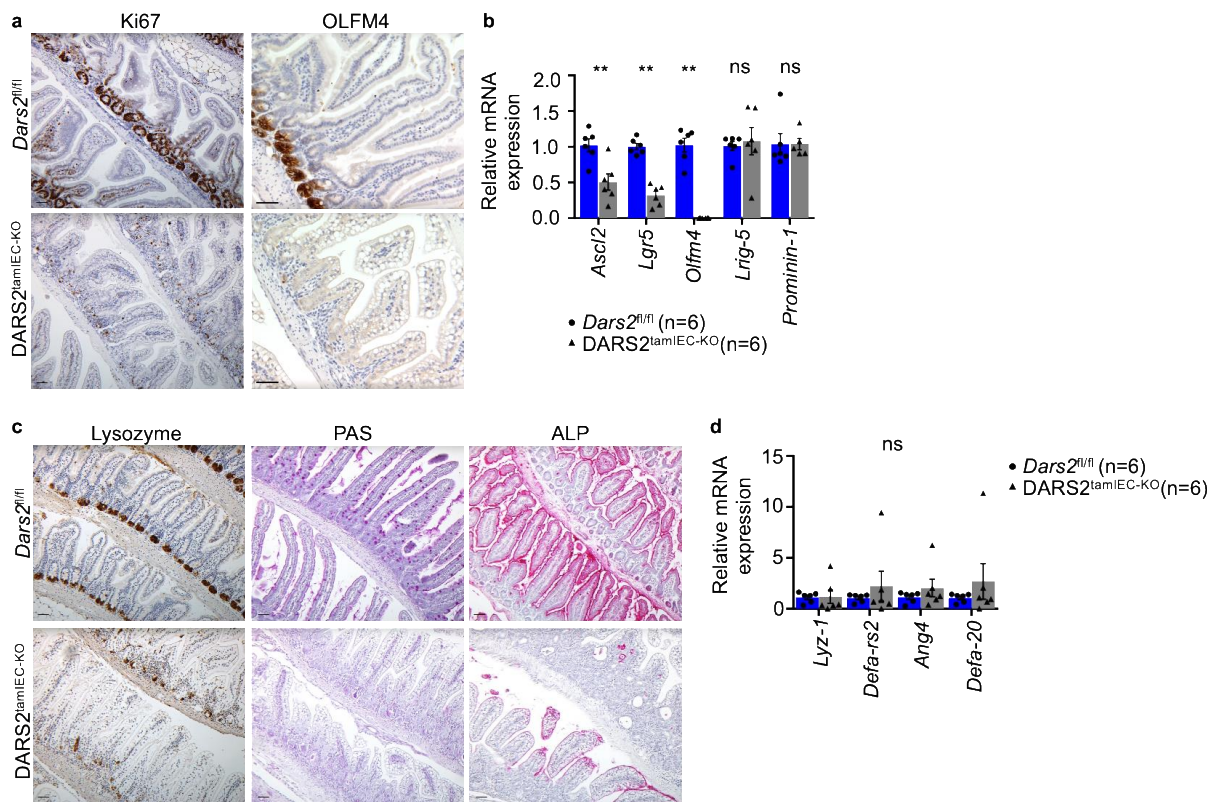 a
Ki67
OLFM4
Dars2fl/fl
DARS2tamIEC-KO
b
Relative mRNA
expression
2.0
1.5
1.0
0.5
0.0
** ** ** ns ns
Ascl2
Lgr5
Olfm4
Lrig-5
Prominin-1
Dars2fl/fl (n=6)
DARS2tamIEC-KO(n=6)
c
Lysozyme
PAS
ALP
Dars2fl/fl
DARS2tamIEC-KO
d
Relative mRNA
expression
15
10
5
0
ns
Lyz-1
Defa-rs2
Ang4
Defa-20
Dars2fl/fl (n=6)
DARS2tamIEC-KO(n=6)